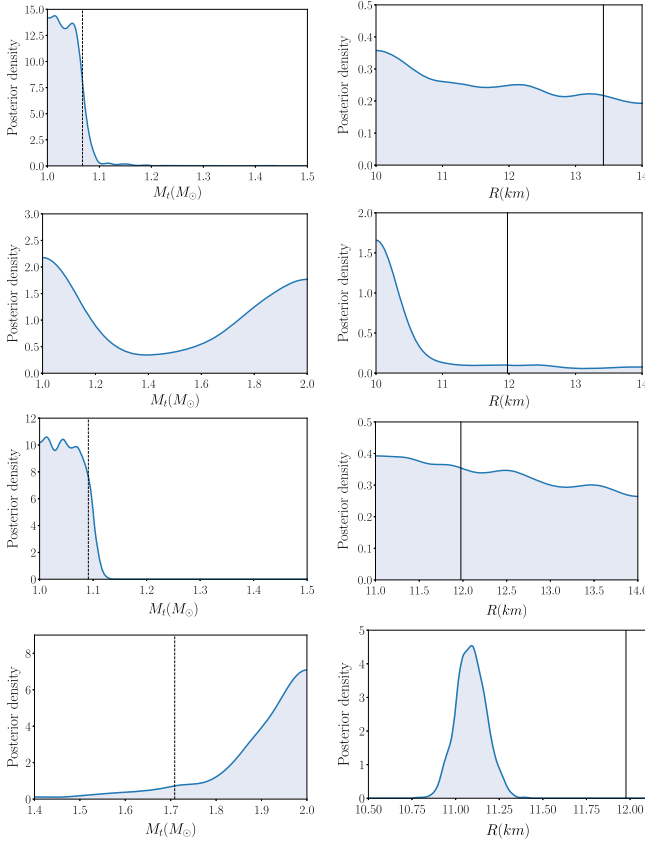 15.0
12.5
10.0
7.5
5.0
2.5
0.0
Posterior density
1.0 1.1 1.2 1.3 1.4 1.5
M_t(M_⊙)
0.5
0.4
0.3
0.2
0.1
0.0
Posterior density
10 11 12 13 14
R(km)
3.0
2.5
2.0
1.5
1.0
0.5
0.0
Posterior density
1.0 1.2 1.4 1.6 1.8 2.0
M_t(M_⊙)
2.0
1.5
1.0
0.5
0.0
Posterior density
10 11 12 13 14
R(km)
12
10
8
6
4
2
0
Posterior density
1.0 1.1 1.2 1.3 1.4 1.5
M_t(M_⊙)
0.5
0.4
0.3
0.2
0.1
0.0
Posterior density
11.0 11.5 12.0 12.5 13.0 13.5 14.0
R(km)
8
6
4
2
0
Posterior density
1.4 1.5 1.6 1.7 1.8 1.9 2.0
M_t(M_⊙)
5
4
3
2
1
0
Posterior density
10.50 10.75 11.00 11.25 11.50 11.75 12.00
R(km)